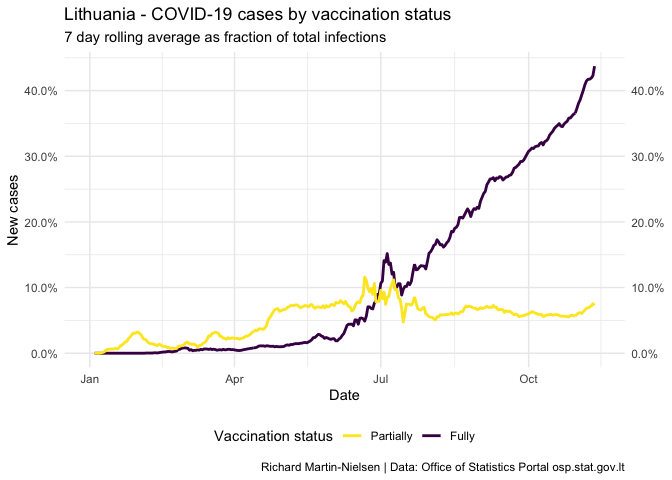 Lithuania - COVID-19 cases by vaccination status
7 day rolling average as fraction of total infections
40.0%
30.0%
20.0%
10.0%
0.0%
New cases
40.0%
30.0%
20.0%
10.0%
0.0%
Jan Apr Jul Oct
Date
Vaccination status Partially Fully
Richard Martin-Nielsen | Data: Office of Statistics Portal osp.stat.gov.lt